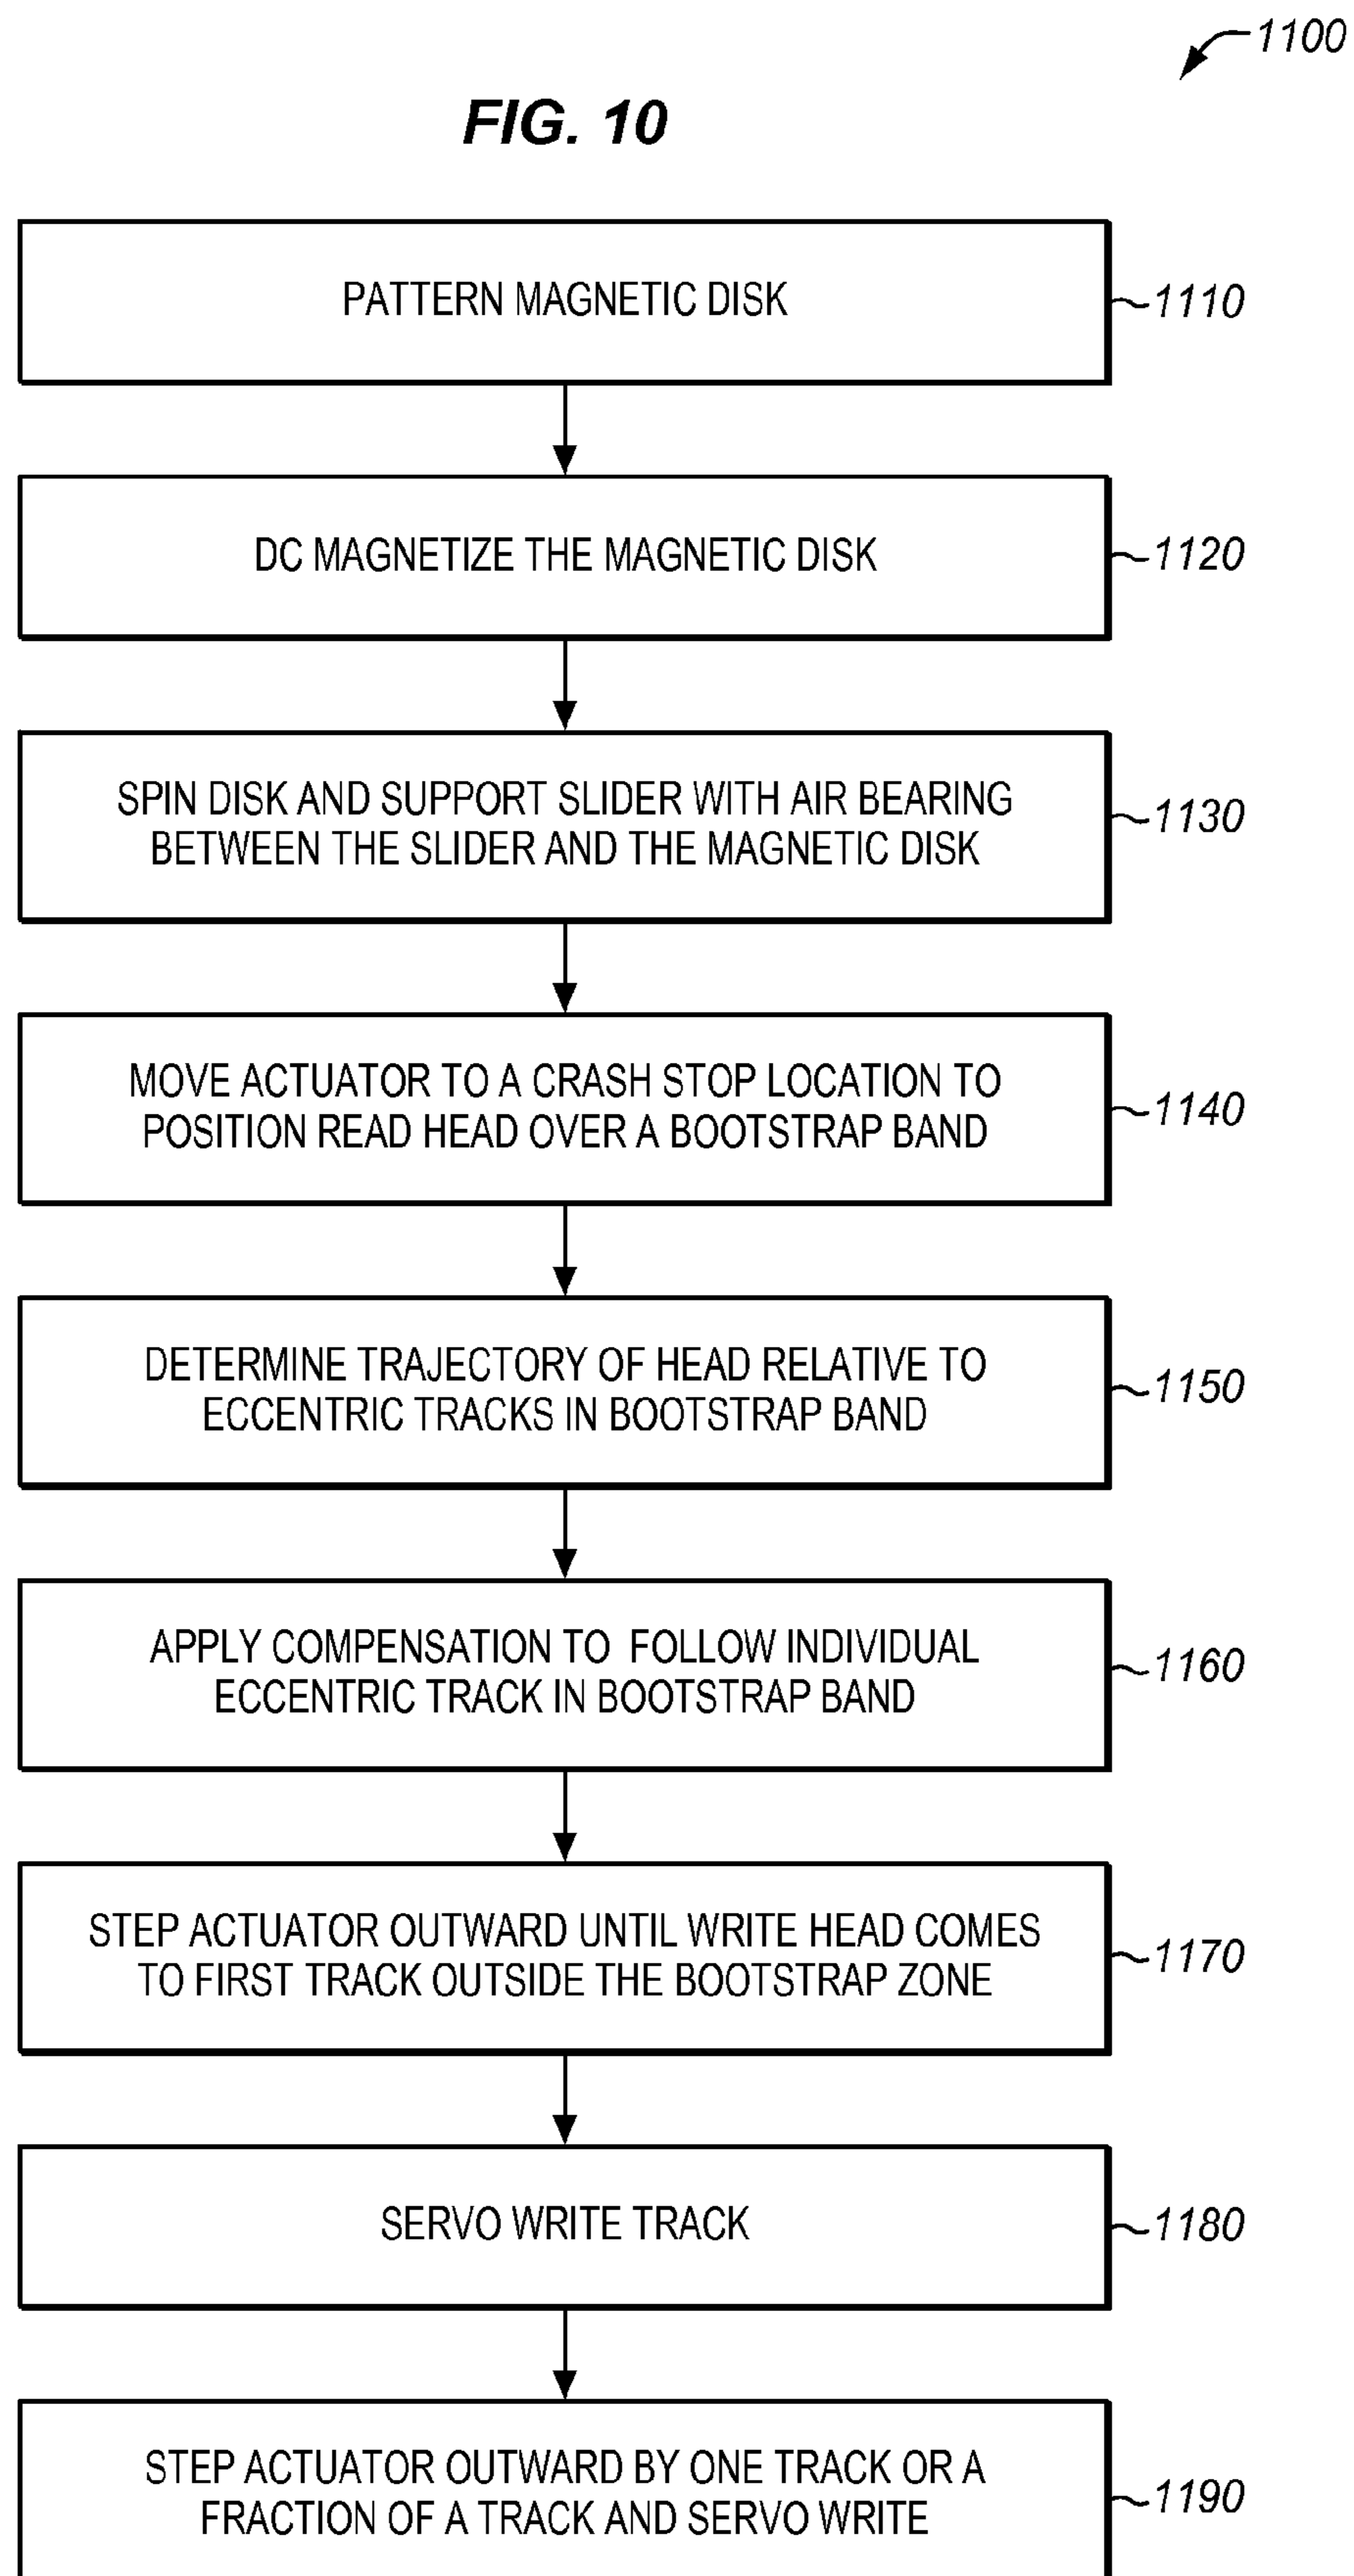 1100
FIG. 10
PATTERN MAGNETIC DISK
1110
DC MAGNETIZE THE MAGNETIC DISK
1120
SPIN DISK AND SUPPORT SLIDER WITH AIR BEARING
BETWEEN THE SLIDER AND THE MAGNETIC DISK
1130
MOVE ACTUATOR TO A CRASH STOP LOCATION TO
POSITION READ HEAD OVER A BOOTSTRAP BAND
1140
DETERMINE TRAJECTORY OF HEAD RELATIVE TO
ECCENTRIC TRACKS IN BOOTSTRAP BAND
1150
APPLY COMPENSATION TO FOLLOW INDIVIDUAL
ECCENTRIC TRACK IN BOOTSTRAP BAND
1160
STEP ACTUATOR OUTWARD UNTIL WRITE HEAD COMES
TO FIRST TRACK OUTSIDE THE BOOTSTRAP ZONE
1170
SERVO WRITE TRACK
1180
STEP ACTUATOR OUTWARD BY ONE TRACK OR A
FRACTION OF A TRACK AND SERVO WRITE
1190